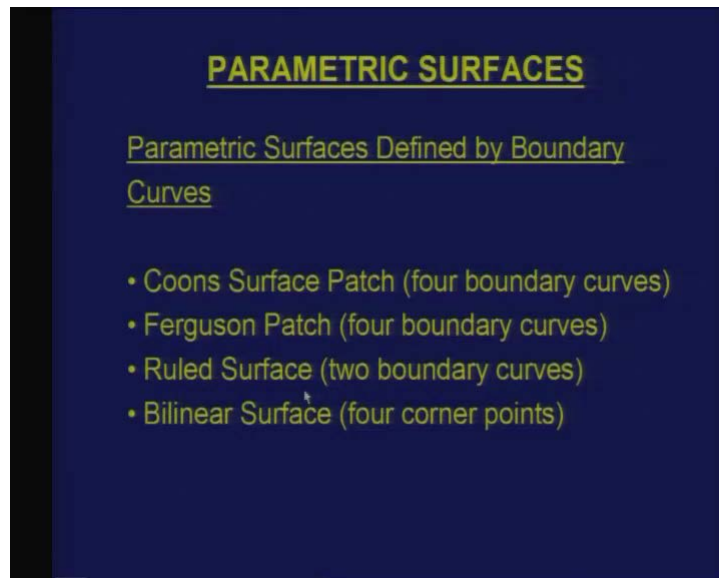 PARAMETRIC SURFACES
Parametric Surfaces Defined by Boundary
Curves
• Coons Surface Patch (four boundary curves)
• Ferguson Patch (four boundary curves)
• Ruled Surface (two boundary curves)
• Bilinear Surface (four corner points)